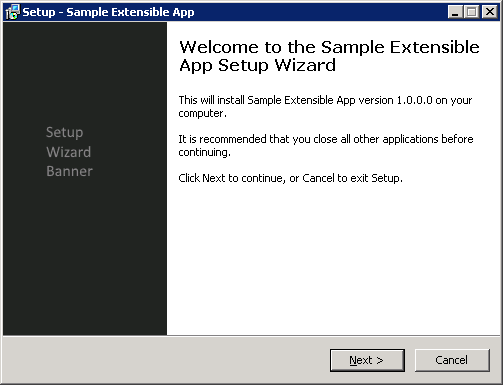 Setup - Sample Extensible App
Setup
Wizard
Banner
Welcome to the Sample Extensible
App Setup Wizard
This will install Sample Extensible App version 1.0.0.0 on your
computer.
It is recommended that you close all other applications before
continuing.
Click Next to continue, or Cancel to exit Setup.
Next >
Cancel